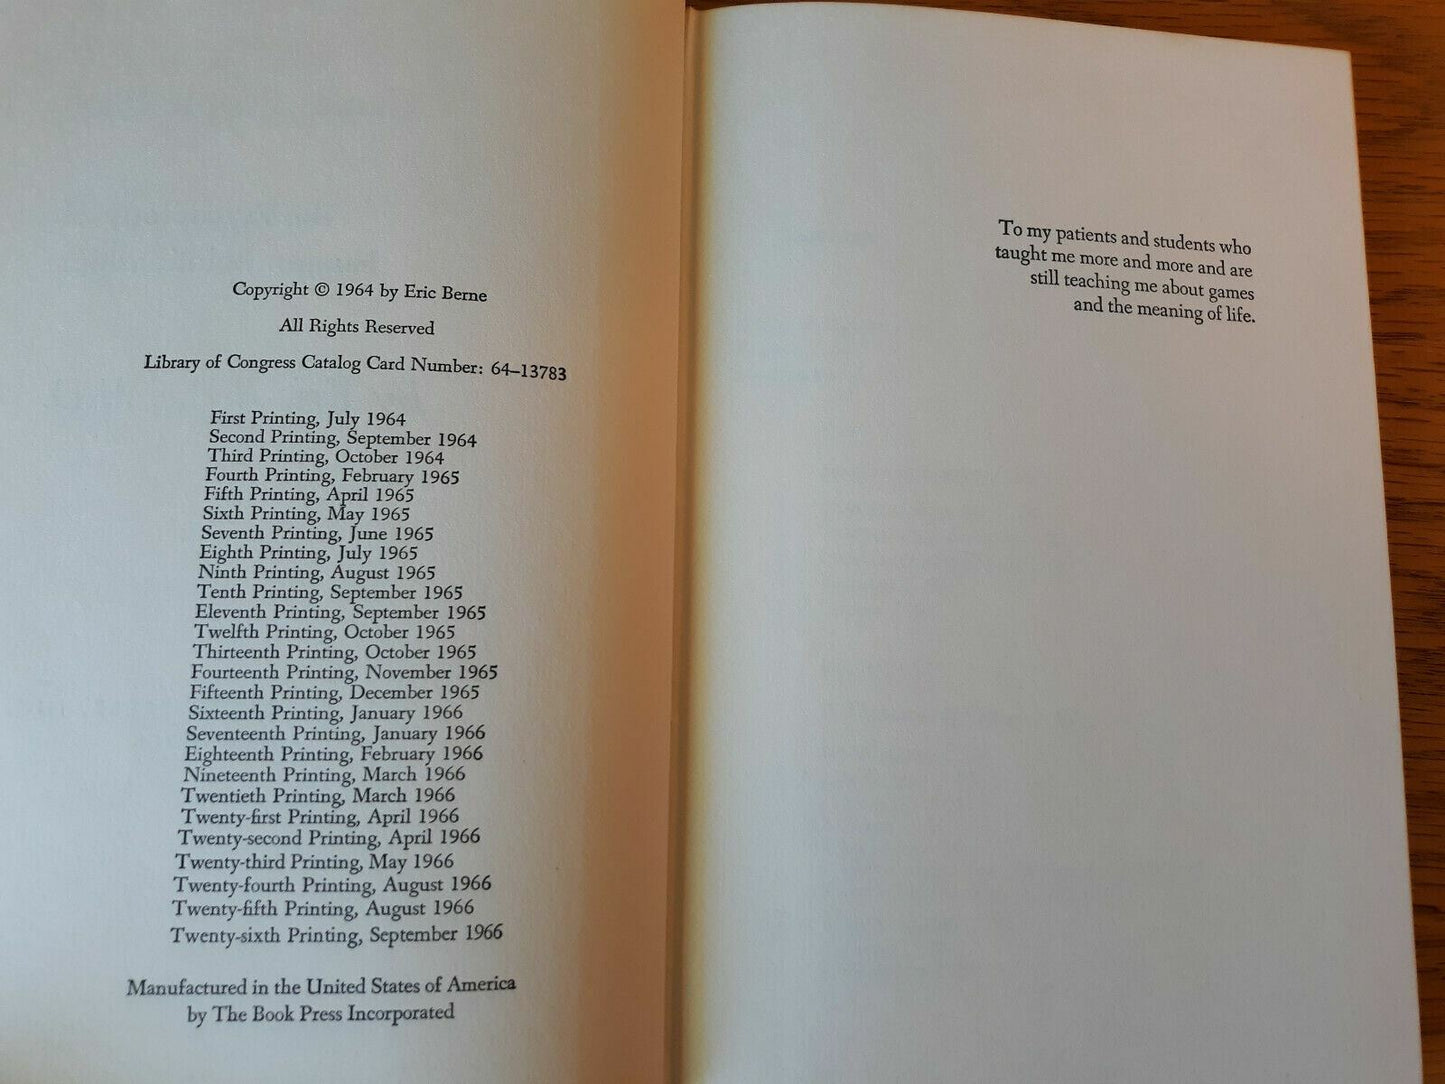 Copyright © 1964 by Eric Berne
All Rights Reserved
Library of Congress Catalog Card Number: 64–13783
First Printing, July 1964
Second Printing, September 1964
Third Printing, October 1964
Fourth Printing, February 1965
Fifth Printing, April 1965
Sixth Printing, May 1965
Seventh Printing, June 1965
Eighth Printing, July 1965
Ninth Printing, August 1965
Tenth Printing, September 1965
Eleventh Printing, September 1965
Twelfth Printing, October 1965
Thirteenth Printing, October 1965
Fourteenth Printing, November 1965
Fifteenth Printing, December 1965
Sixteenth Printing, January 1966
Seventeenth Printing, January 1966
Eighteenth Printing, February 1966
Nineteenth Printing, March 1966
Twentieth Printing, March 1966
Twenty-first Printing, April 1966
Twenty-second Printing, April 1966
Twenty-third Printing, May 1966
Twenty-fourth Printing, August 1966
Twenty-fifth Printing, August 1966
Twenty-sixth Printing, September 1966
Manufactured in the United States of America
by The Book Press Incorporated
To my patients and students who
taught me more and more and are
still teaching me about games
and the meaning of life.